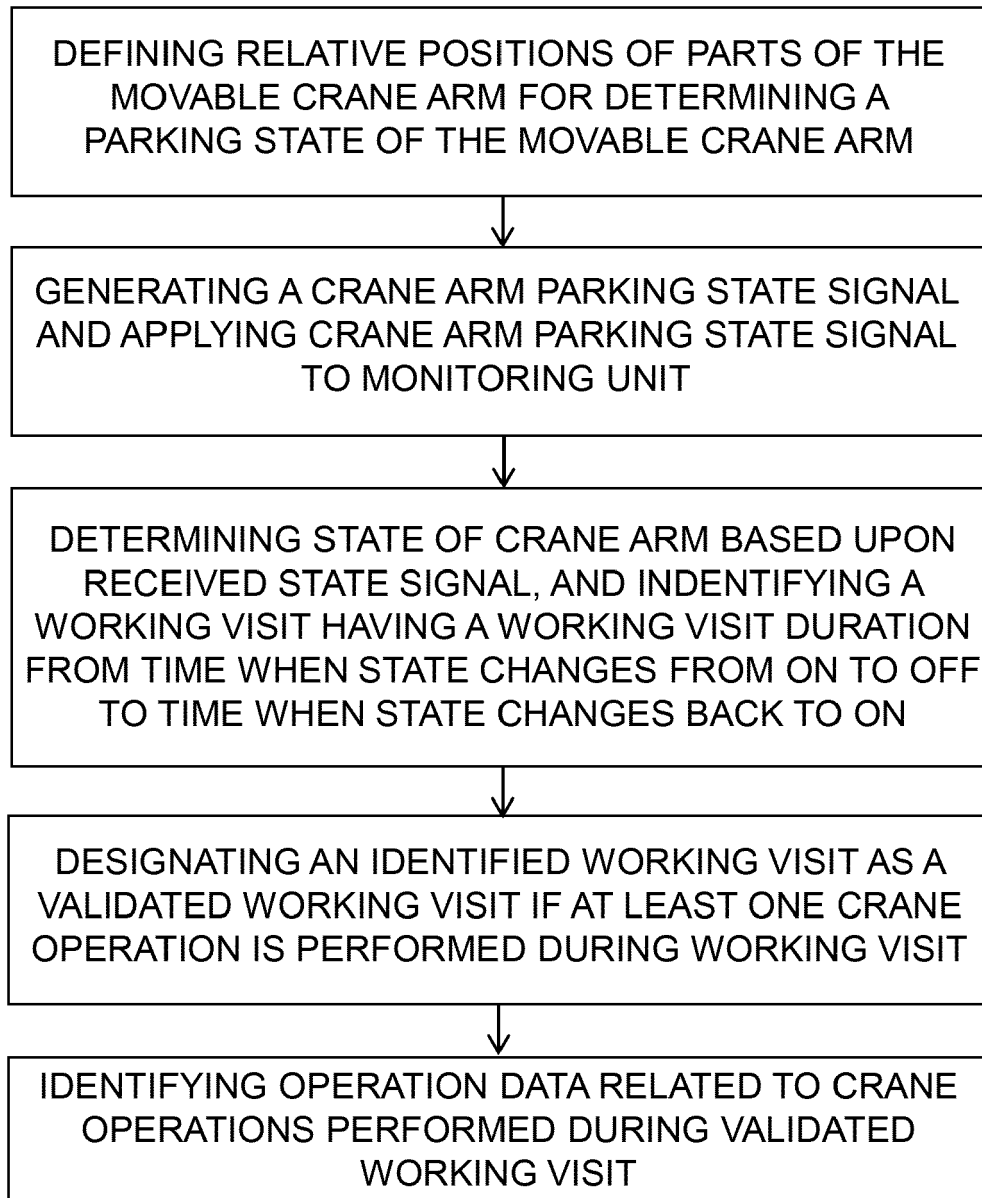 DEFINING RELATIVE POSITIONS OF PARTS OF THE
MOVABLE CRANE ARM FOR DETERMINING A
PARKING STATE OF THE MOVABLE CRANE ARM
GENERATING A CRANE ARM PARKING STATE SIGNAL
AND APPLYING CRANE ARM PARKING STATE SIGNAL
TO MONITORING UNIT
DETERMINING STATE OF CRANE ARM BASED UPON
RECEIVED STATE SIGNAL, AND INDENTIFYING A
WORKING VISIT HAVING A WORKING VISIT DURATION
FROM TIME WHEN STATE CHANGES FROM ON TO OFF
TO TIME WHEN STATE CHANGES BACK TO ON
DESIGNATING AN IDENTIFIED WORKING VISIT AS A
VALIDATED WORKING VISIT IF AT LEAST ONE CRANE
OPERATION IS PERFORMED DURING WORKING VISIT
IDENTIFYING OPERATION DATA RELATED TO CRANE
OPERATIONS PERFORMED DURING VALIDATED
WORKING VISIT